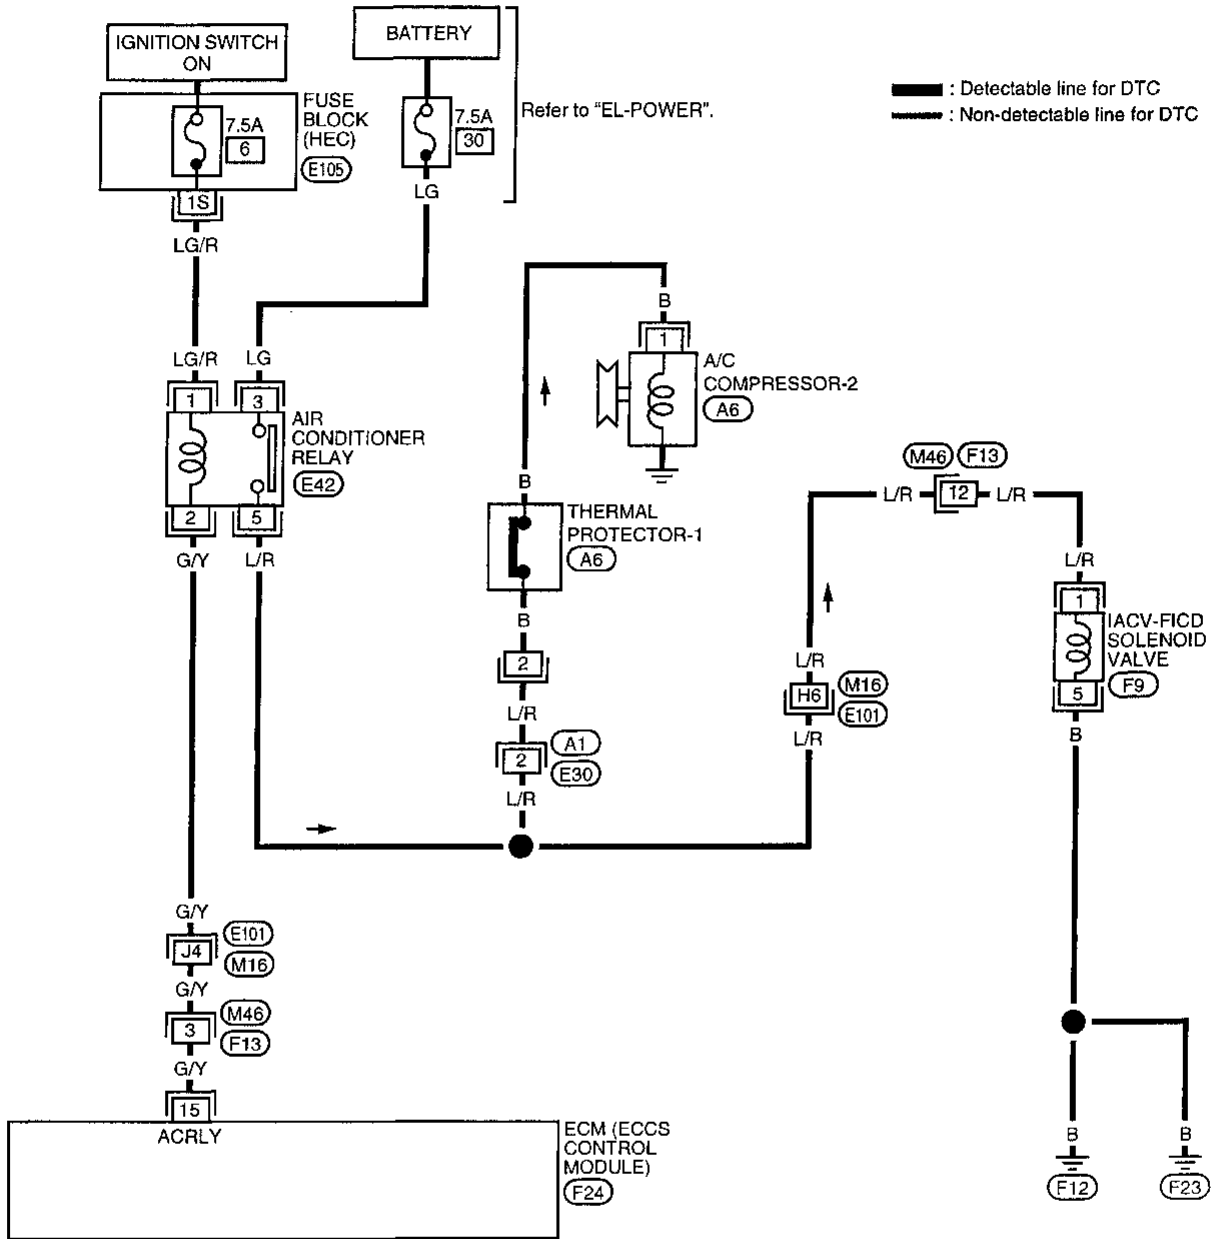 IGNITION SWITCH
ON
BATTERY
FUSE
BLOCK
(HEC)
E105
7.5A
6
7.5A
30
Refer to "EL-POWER".
: Detectable line for DTC
: Non-detectable line for DTC
1S
LG/R
LG
LG/R
LG
1
3
AIR
CONDITIONER
RELAY
E42
2
5
G/Y
L/R
B
1
A/C
COMPRESSOR-2
A6
B
THERMAL
PROTECTOR-1
A6
B
2
L/R
A1
2
E30
L/R
M46
F13
L/R
12
L/R
L/R
1
IACV-FICD
SOLENOID
VALVE
F9
5
B
L/R
H6
M16
E101
L/R
G/Y
E101
J4
M16
G/Y
M46
3
F13
G/Y
15
ACRLY
ECM (ECCS
CONTROL
MODULE)
F24
B
B
F12
F23